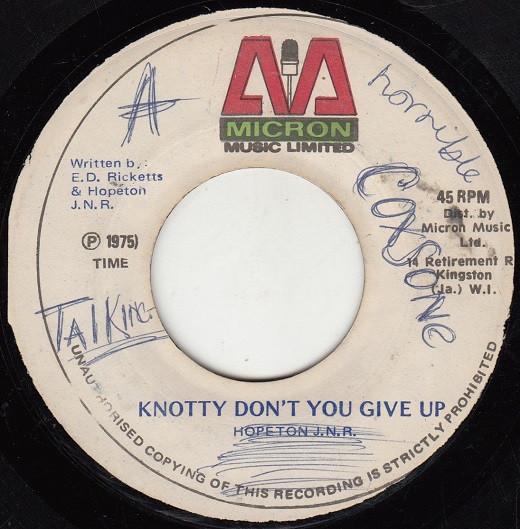 A
MICRON
MUSIC LIMITED
horrible
Written by:
E.D. Ricketts
& Hopeton
J.N.R.
COXSONE
45 RPM
Dist. by
Micron Music
Ltd.
14 Retirement R
Kingston
(Ja.) W.I.
Ⓟ 1975)
TIME
TALKING
KNOTTY DON'T YOU GIVE UP
HOPETON J.N.R.
UNAUTHORISED COPYING OF THIS RECORDING IS STRICTLY PROHIBITED